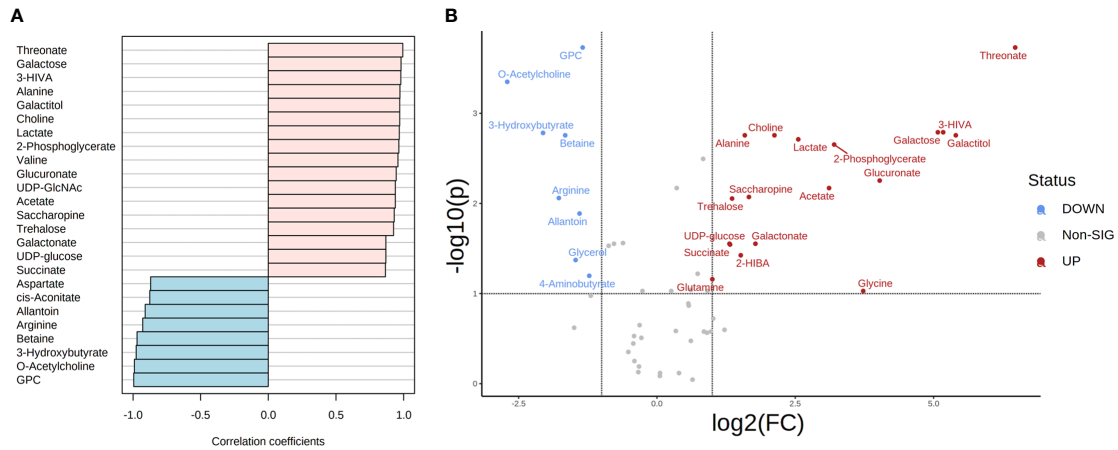 A
Threonate
Galactose
3-HIVA
Alanine
Galactitol
Choline
Lactate
2-Phosphoglycerate
Valine
Glucuronate
UDP-GlcNAc
Acetate
Saccharopine
Trehalose
Galactonate
UDP-glucose
Succinate
Aspartate
cis-Aconitate
Allantoin
Arginine
Betaine
3-Hydroxybutyrate
O-Acetylcholine
GPC
-1.0 -0.5 0.0 0.5 1.0
Correlation coefficients
B
GPC
Threonate
O-Acetylcholine
3-Hydroxybutyrate
Betaine
Choline
Alanine
Lactate
2-Phosphoglycerate
3-HIVA
Galactose
Galactitol
Glucuronate
Arginine
Allantoin
Saccharopine
Trehalose
Acetate
Glycerol
4-Aminobutyrate
UDP-glucose
Galactonate
Succinate
2-HIBA
Glutamine
Glycine
3
2
1
0
-log10(p)
-2.5 0.0 2.5 5.0
log2(FC)
Status
DOWN
Non-SIG
UP